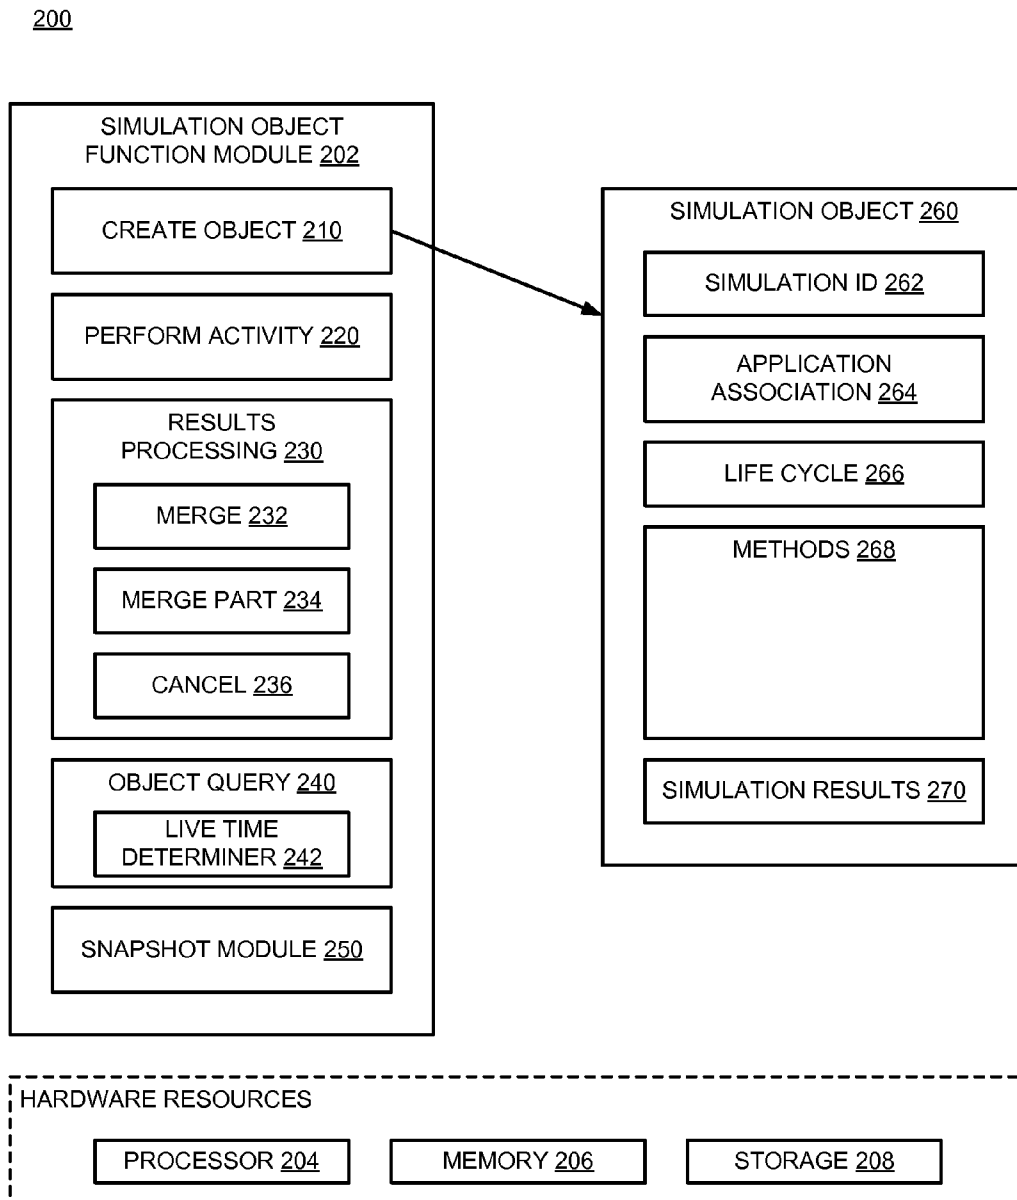 200
SIMULATION OBJECT
FUNCTION MODULE 202
CREATE OBJECT 210
PERFORM ACTIVITY 220
RESULTS
PROCESSING 230
MERGE 232
MERGE PART 234
CANCEL 236
OBJECT QUERY 240
LIVE TIME
DETERMINER 242
SNAPSHOT MODULE 250
SIMULATION OBJECT 260
SIMULATION ID 262
APPLICATION
ASSOCIATION 264
LIFE CYCLE 266
METHODS 268
SIMULATION RESULTS 270
HARDWARE RESOURCES
PROCESSOR 204
MEMORY 206
STORAGE 208